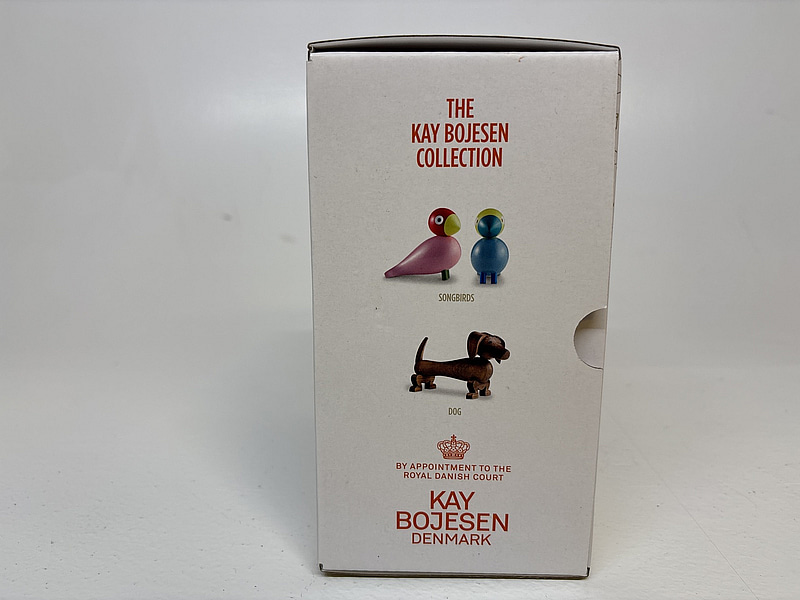 THE
KAY BOJESEN
COLLECTION
SONGBIRDS
DOG
BY APPOINTMENT TO THE
ROYAL DANISH COURT
KAY
BOJESEN
DENMARK